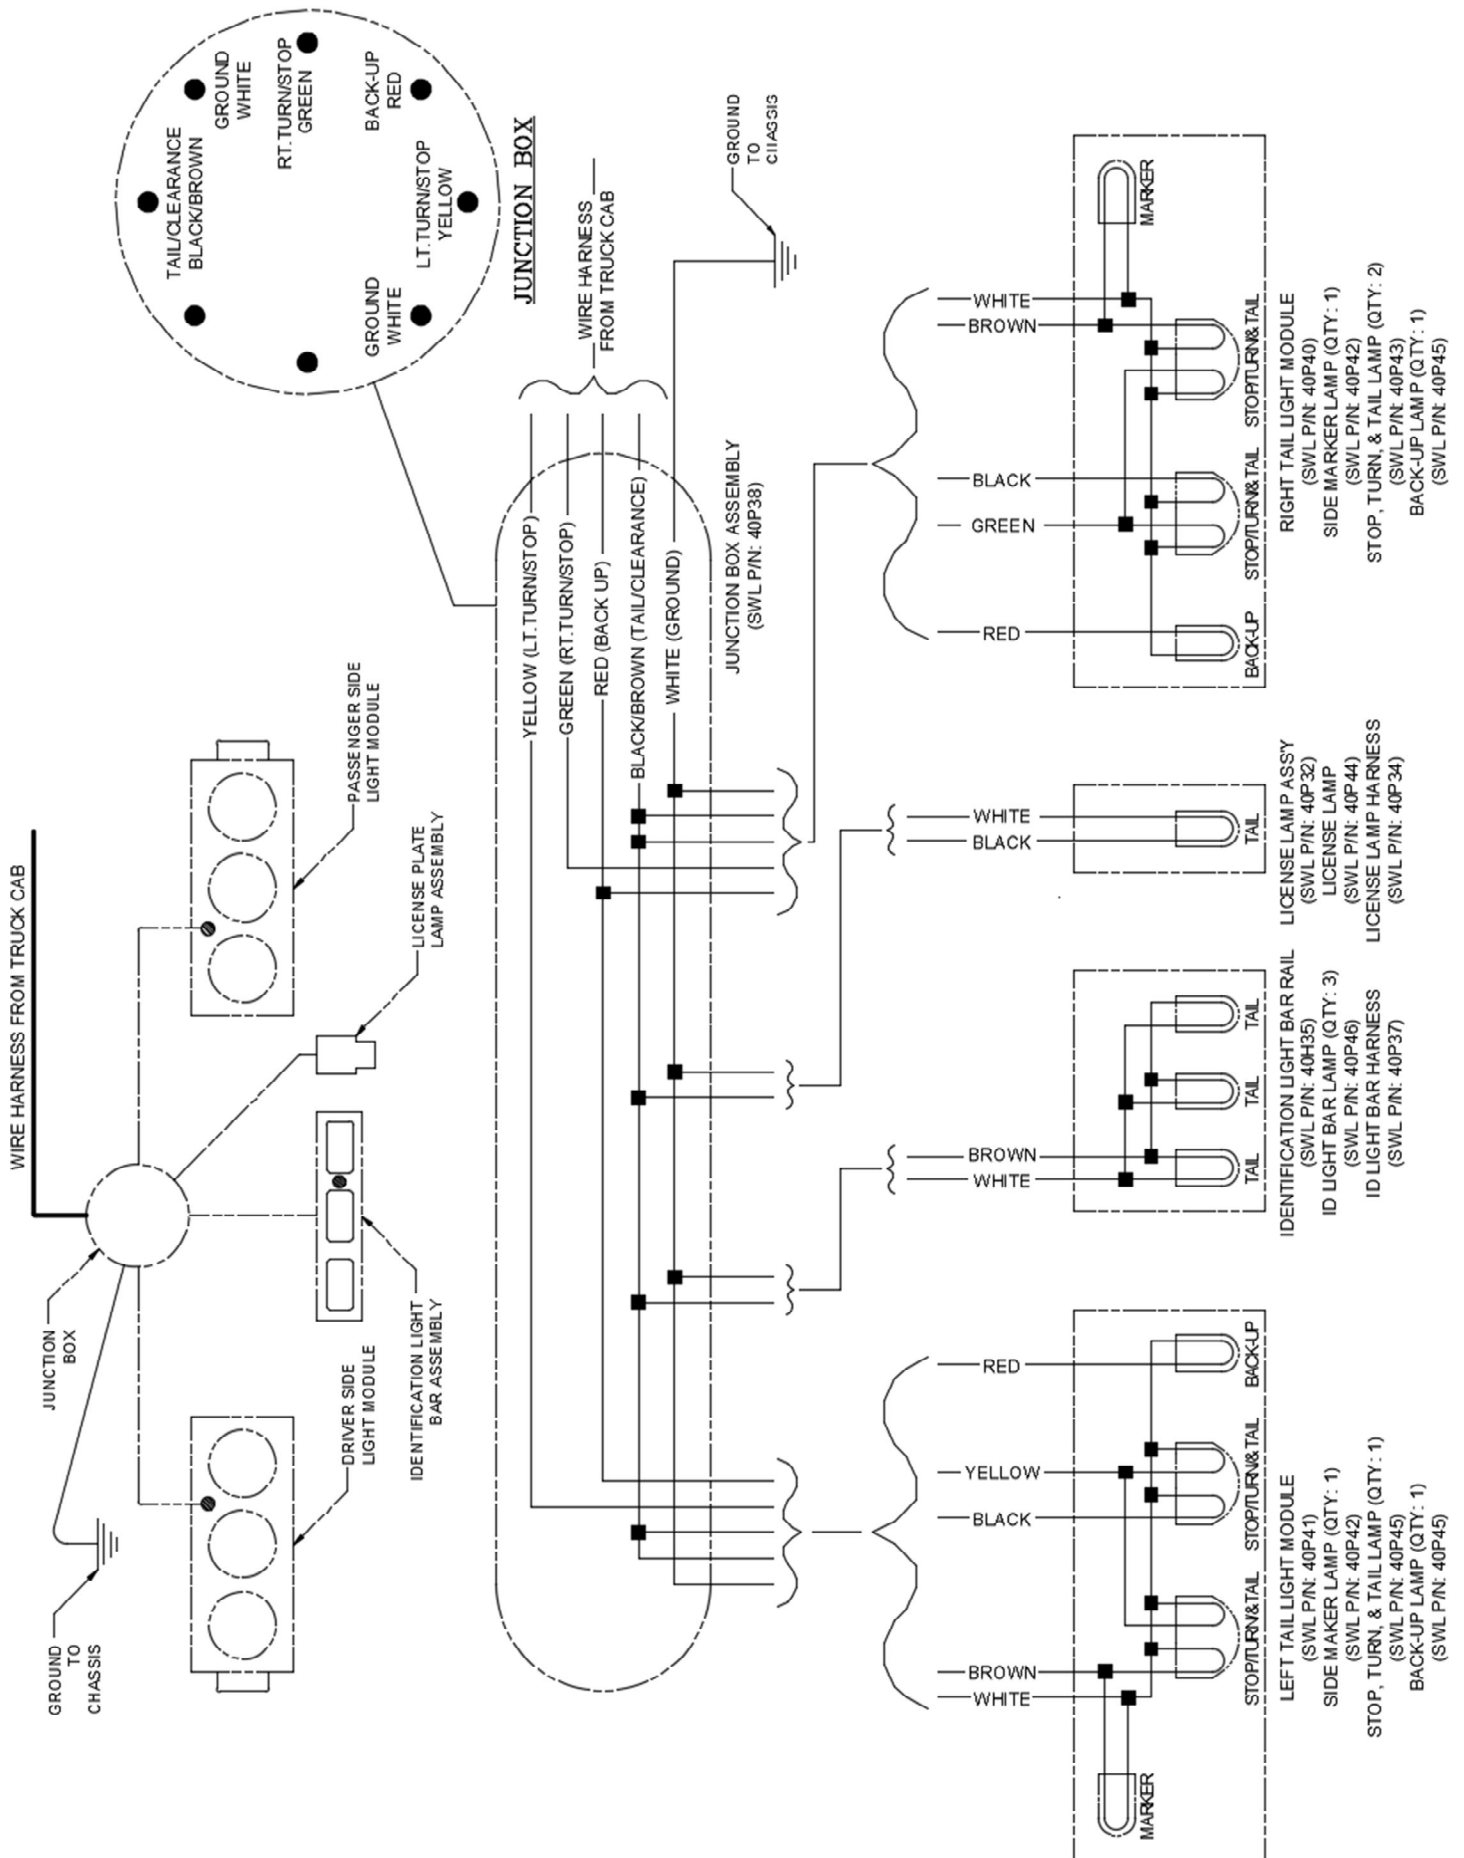 WIRE HARNESS FROM TRUCK CAB
JUNCTION
BOX
GROUND
TO
CHASSIS
DRIVER SIDE
LIGHT MODULE
IDENTIFICATION LIGHT
BAR ASSEMBLY
LICENSE PLATE
LAMP ASSEMBLY
PASSENGER SIDE
LIGHT MODULE
TAIL/CLEARANCE
BLACK/BROWN
GROUND
WHITE
RT.TURN/STOP
GREEN
BACK-UP
RED
LT.TURN/STOP
YELLOW
GROUND
WHITE
JUNCTION BOX
WIRE HARNESS
FROM TRUCK CAB
YELLOW (LT.TURN/STOP)
GREEN (RT.TURN/STOP)
RED (BACK UP)
BLACK/BROWN (TAIL/CLEARANCE)
WHITE (GROUND)
JUNCTION BOX ASSEMBLY
(SWL P/N: 40P38)
GROUND
TO
CHASSIS
WHITE
BROWN
YELLOW
BLACK
RED
MARKER
STOP/TURN&TAIL
STOP/TURN&TAIL
BACK-UP
LEFT TAIL LIGHT MODULE
(SWL P/N: 40P41)
SIDE MAKER LAMP (QTY: 1)
(SWL P/N: 40P42)
STOP, TURN, & TAIL LAMP (QTY: 1)
(SWL P/N: 40P45)
BACK-UP LAMP (QTY: 1)
(SWL P/N: 40P45)
WHITE
BROWN
TAIL
TAIL
TAIL
IDENTIFICATION LIGHT BAR RAIL
(SWL P/N: 40H35)
ID LIGHT BAR LAMP (QTY: 3)
(SWL P/N: 40P46)
ID LIGHT BAR HARNESS
(SWL P/N: 40P37)
BLACK
WHITE
TAIL
LICENSE LAMP ASS'Y
(SWL P/N: 40P32)
LICENSE LAMP
(SWL P/N: 40P44)
LICENSE LAMP HARNESS
(SWL P/N: 40P34)
RED
GREEN
BLACK
BROWN
WHITE
BACK-UP
STOP/TURN&TAIL
STOP/TURN&TAIL
MARKER
RIGHT TAIL LIGHT MODULE
(SWL P/N: 40P40)
SIDE MARKER LAMP (QTY: 1)
(SWL P/N: 40P42)
STOP, TURN, & TAIL LAMP (QTY: 2)
(SWL P/N: 40P43)
BACK-UP LAMP (QTY: 1)
(SWL P/N: 40P45)